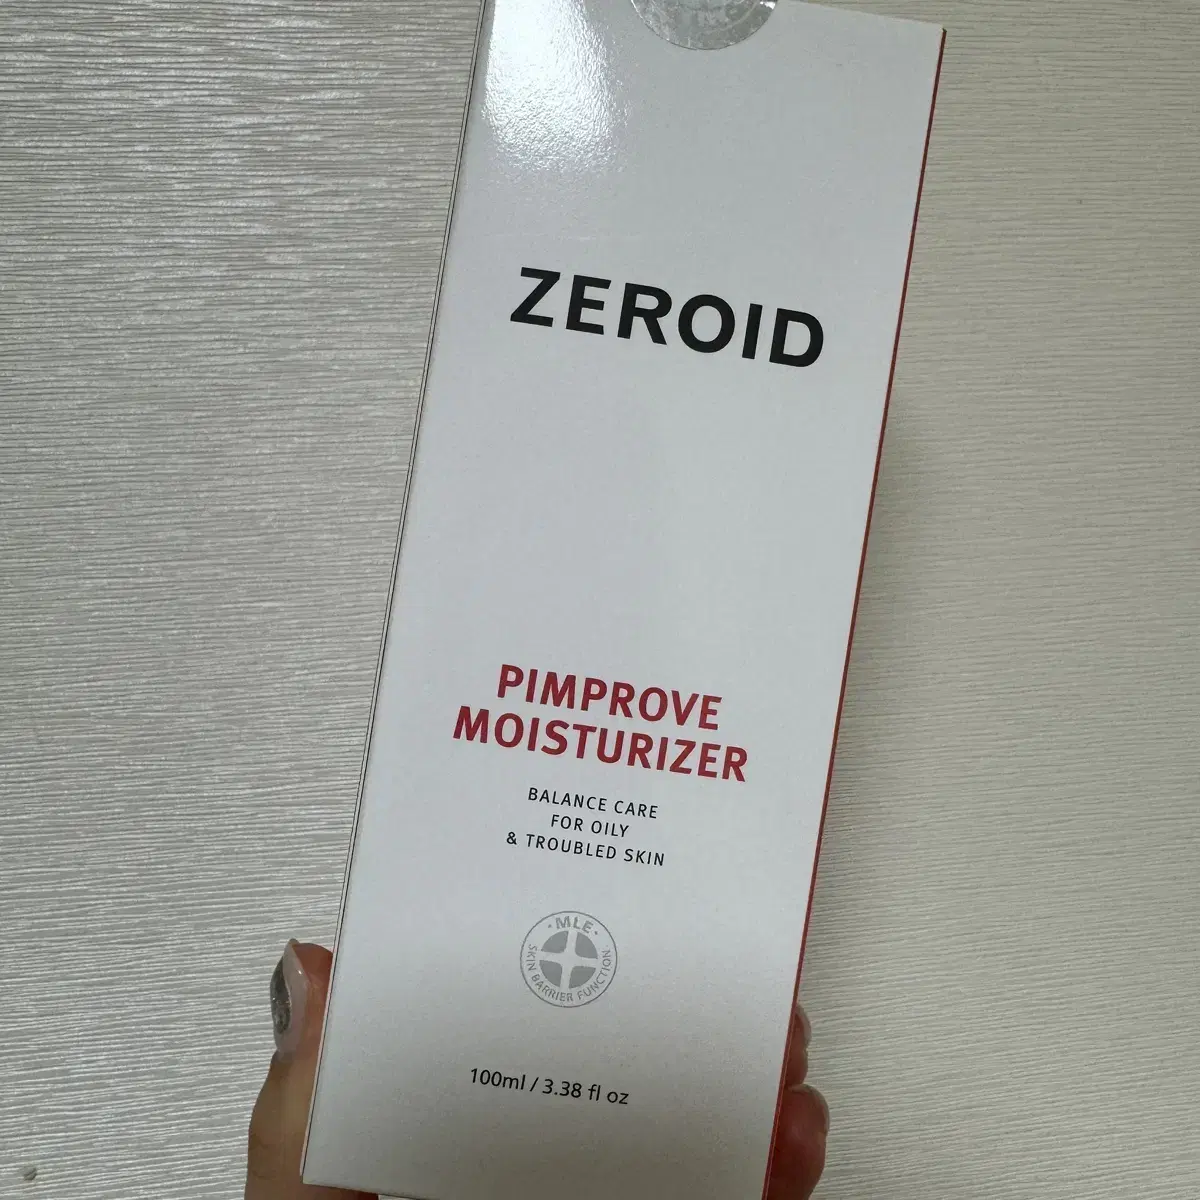 ZEROID
PIMPROVE
MOISTURIZER
BALANCE CARE
FOR OILY
& TROUBLED SKIN
· MLE ·
SKIN BARRIER FUNCTION
100ml / 3.38 fl oz